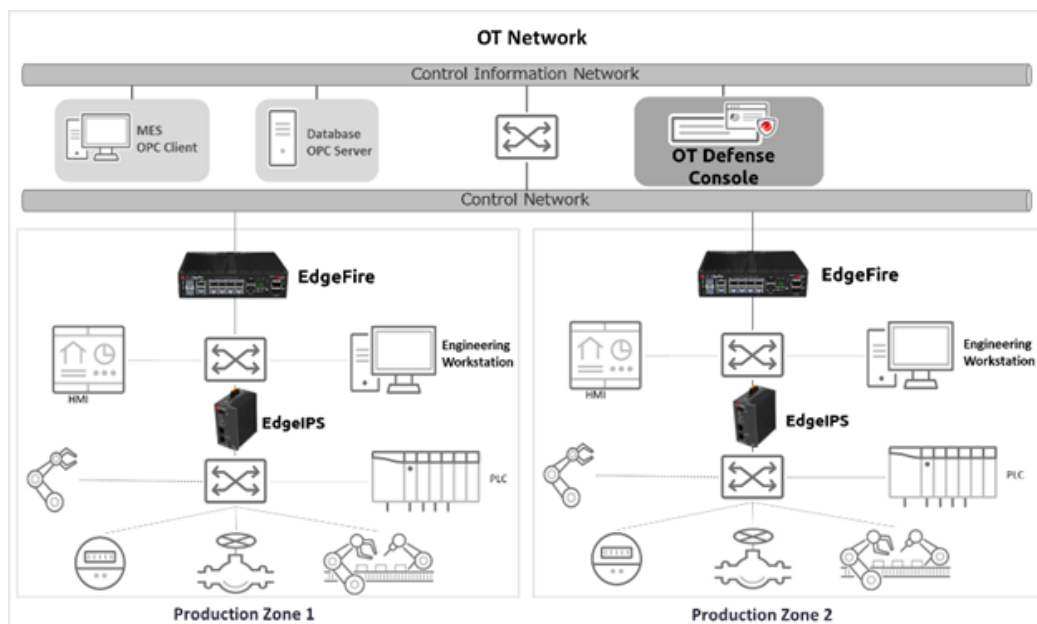 OT Network
Control Information Network
MES
OPC Client
Database
OPC Server
OT Defense
Console
Control Network
EdgeFire
EdgeFire
Engineering
Workstation
Engineering
Workstation
HMI
HMI
EdgeIPS
EdgeIPS
PLC
PLC
Production Zone 1
Production Zone 2